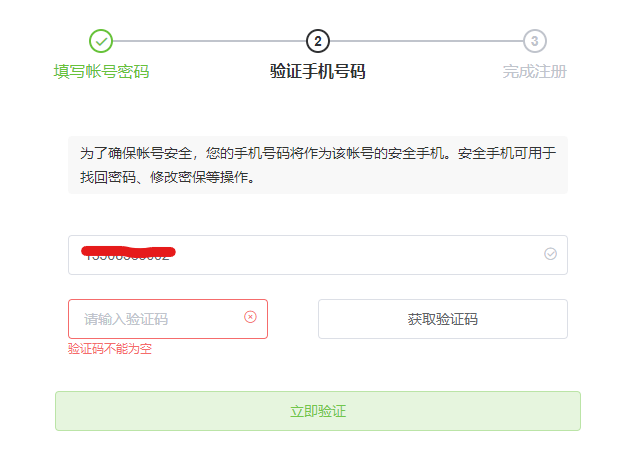 2
3
填写帐号密码
验证手机号码
完成注册
为了确保帐号安全，您的手机号码将作为该帐号的安全手机。安全手机可用于
找回密码、修改密保等操作。
请输入验证码
获取验证码
验证码不能为空
立即验证